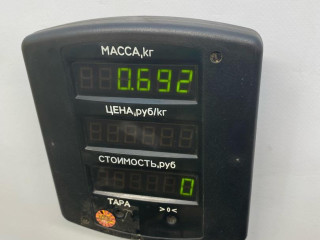 МАССА,кг
0.692
ЦЕНА,руб/кг
СТОИМОСТЬ,руб
0
ТАРА >0<